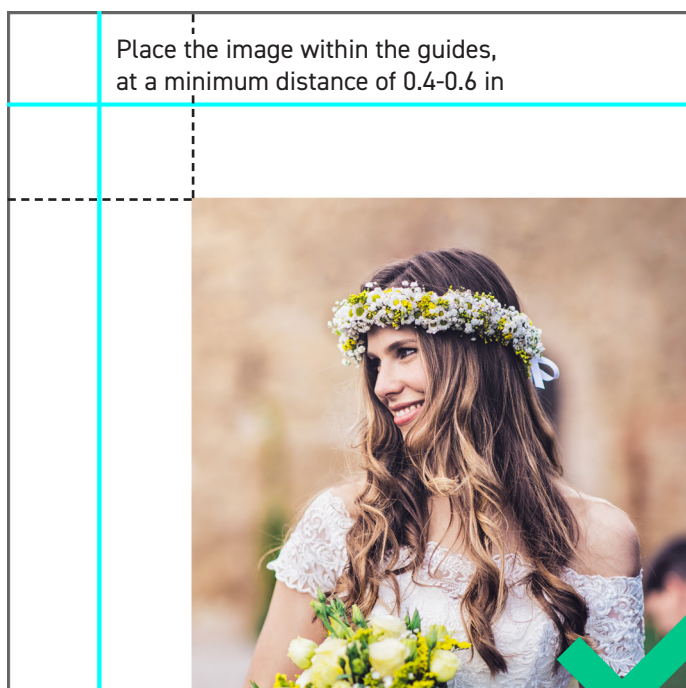 Place the image within the guides,
at a minimum distance of 0.4-0.6 in